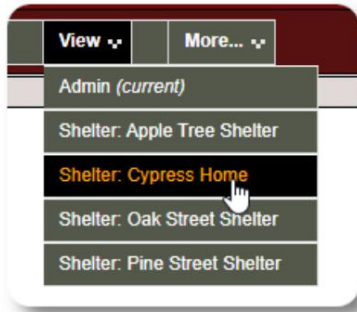 View More...
Admin (current)
Shelter: Apple Tree Shelter
Shelter: Cypress Home
Shelter: Oak Street Shelter
Shelter: Pine Street Shelter